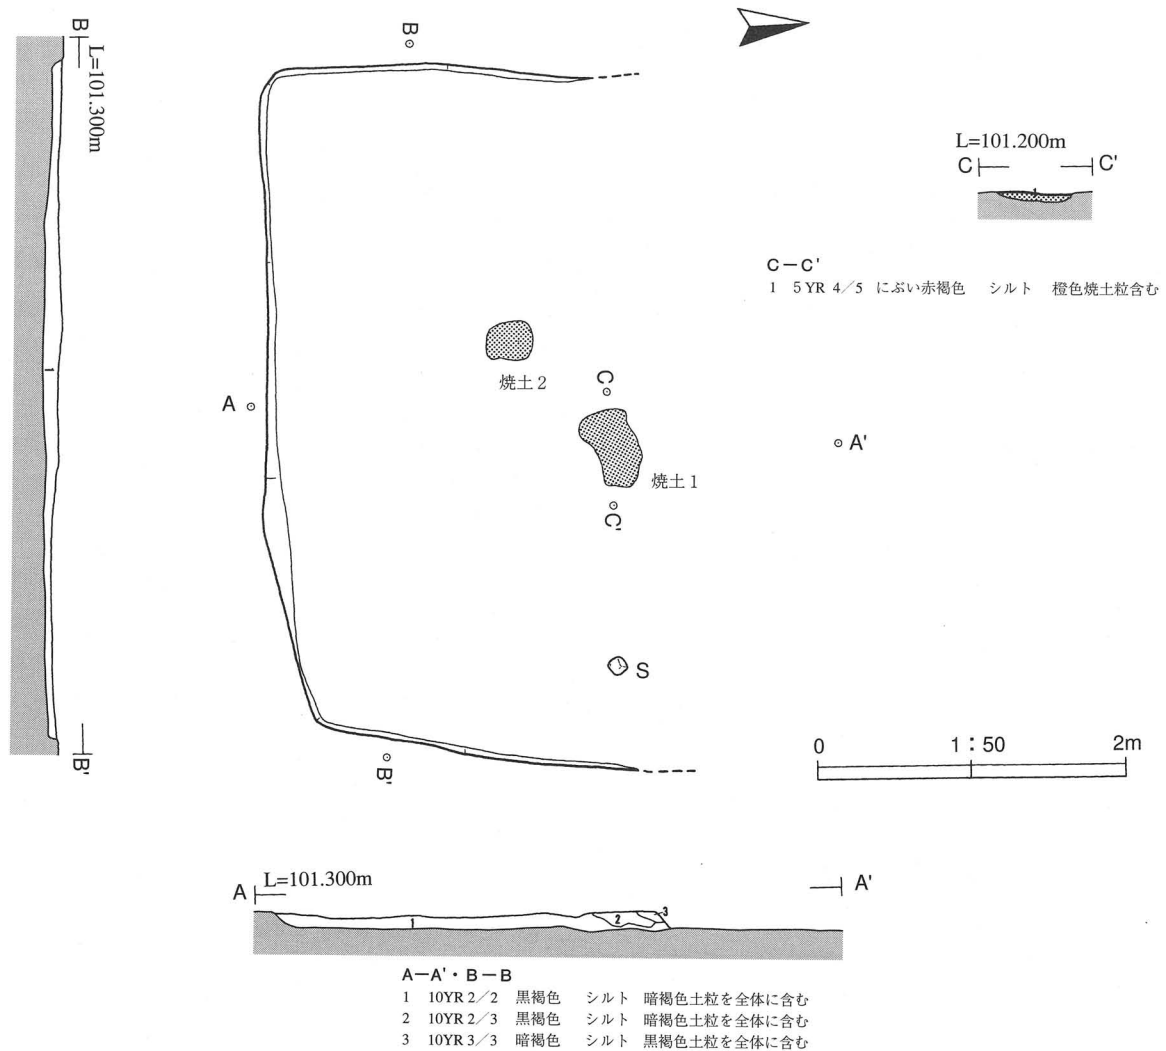 B
L=101.300m
1
B'
B
A
焼土2
C
焼土1
C'
A'
S
B'
L=101.200m
C C'
1
C-C'
1 5YR 4/5 にぶい赤褐色 シルト 橙色焼土粒含む
0 1:50 2m
A L=101.300m A'
1 2 3
A-A'・B-B
1 10YR 2/2 黒褐色 シルト 暗褐色土粒を全体に含む
2 10YR 2/3 黒褐色 シルト 暗褐色土粒を全体に含む
3 10YR 3/3 暗褐色 シルト 黒褐色土粒を全体に含む